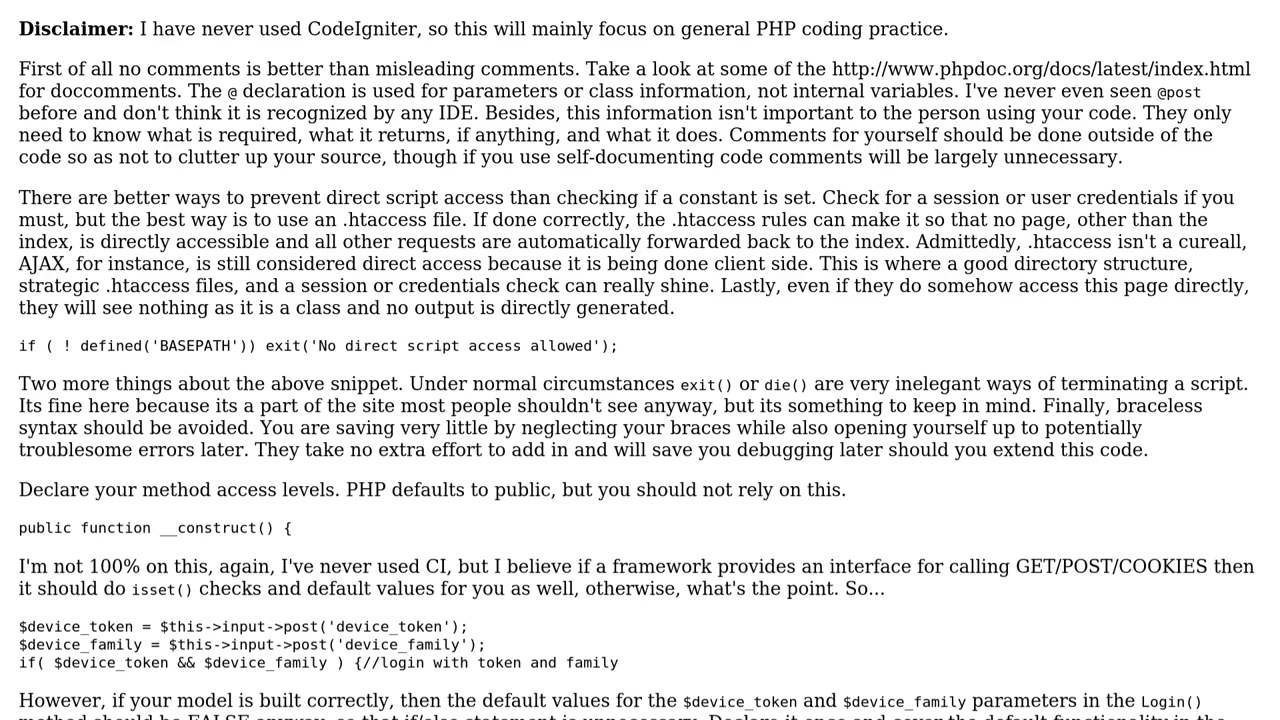 Disclaimer: I have never used CodeIgniter, so this will mainly focus on general PHP coding practice.
First of all no comments is better than misleading comments. Take a look at some of the http://www.phpdoc.org/docs/latest/index.html
for doccomments. The @ declaration is used for parameters or class information, not internal variables. I've never even seen @post
before and don't think it is recognized by any IDE. Besides, this information isn't important to the person using your code. They only
need to know what is required, what it returns, if anything, and what it does. Comments for yourself should be done outside of the
code so as not to clutter up your source, though if you use self-documenting code comments will be largely unnecessary.
There are better ways to prevent direct script access than checking if a constant is set. Check for a session or user credentials if you
must, but the best way is to use an .htaccess file. If done correctly, the .htaccess rules can make it so that no page, other than the
index, is directly accessible and all other requests are automatically forwarded back to the index. Admittedly, .htaccess isn't a cureall,
AJAX, for instance, is still considered direct access because it is being done client side. This is where a good directory structure,
strategic .htaccess files, and a session or credentials check can really shine. Lastly, even if they do somehow access this page directly,
they will see nothing as it is a class and no output is directly generated.
if ( ! defined('BASEPATH')) exit('No direct script access allowed');
Two more things about the above snippet. Under normal circumstances exit() or die() are very inelegant ways of terminating a script.
Its fine here because its a part of the site most people shouldn't see anyway, but its something to keep in mind. Finally, braceless
syntax should be avoided. You are saving very little by neglecting your braces while also opening yourself up to potentially
troublesome errors later. They take no extra effort to add in and will save you debugging later should you extend this code.
Declare your method access levels. PHP defaults to public, but you should not rely on this.
public function __construct() {
I'm not 100% on this, again, I've never used CI, but I believe if a framework provides an interface for calling GET/POST/COOKIES then
it should do isset() checks and default values for you as well, otherwise, what's the point. So...
$device_token = $this->input->post('device_token');
$device_family = $this->input->post('device_family');
if( $device_token && $device_family ) {//login with token and family
However, if your model is built correctly, then the default values for the $device_token and $device_family parameters in the Login()
method should be FALSE anyway, so that if/else statement is unnecessary. Declare it once and cover the default functionality in the